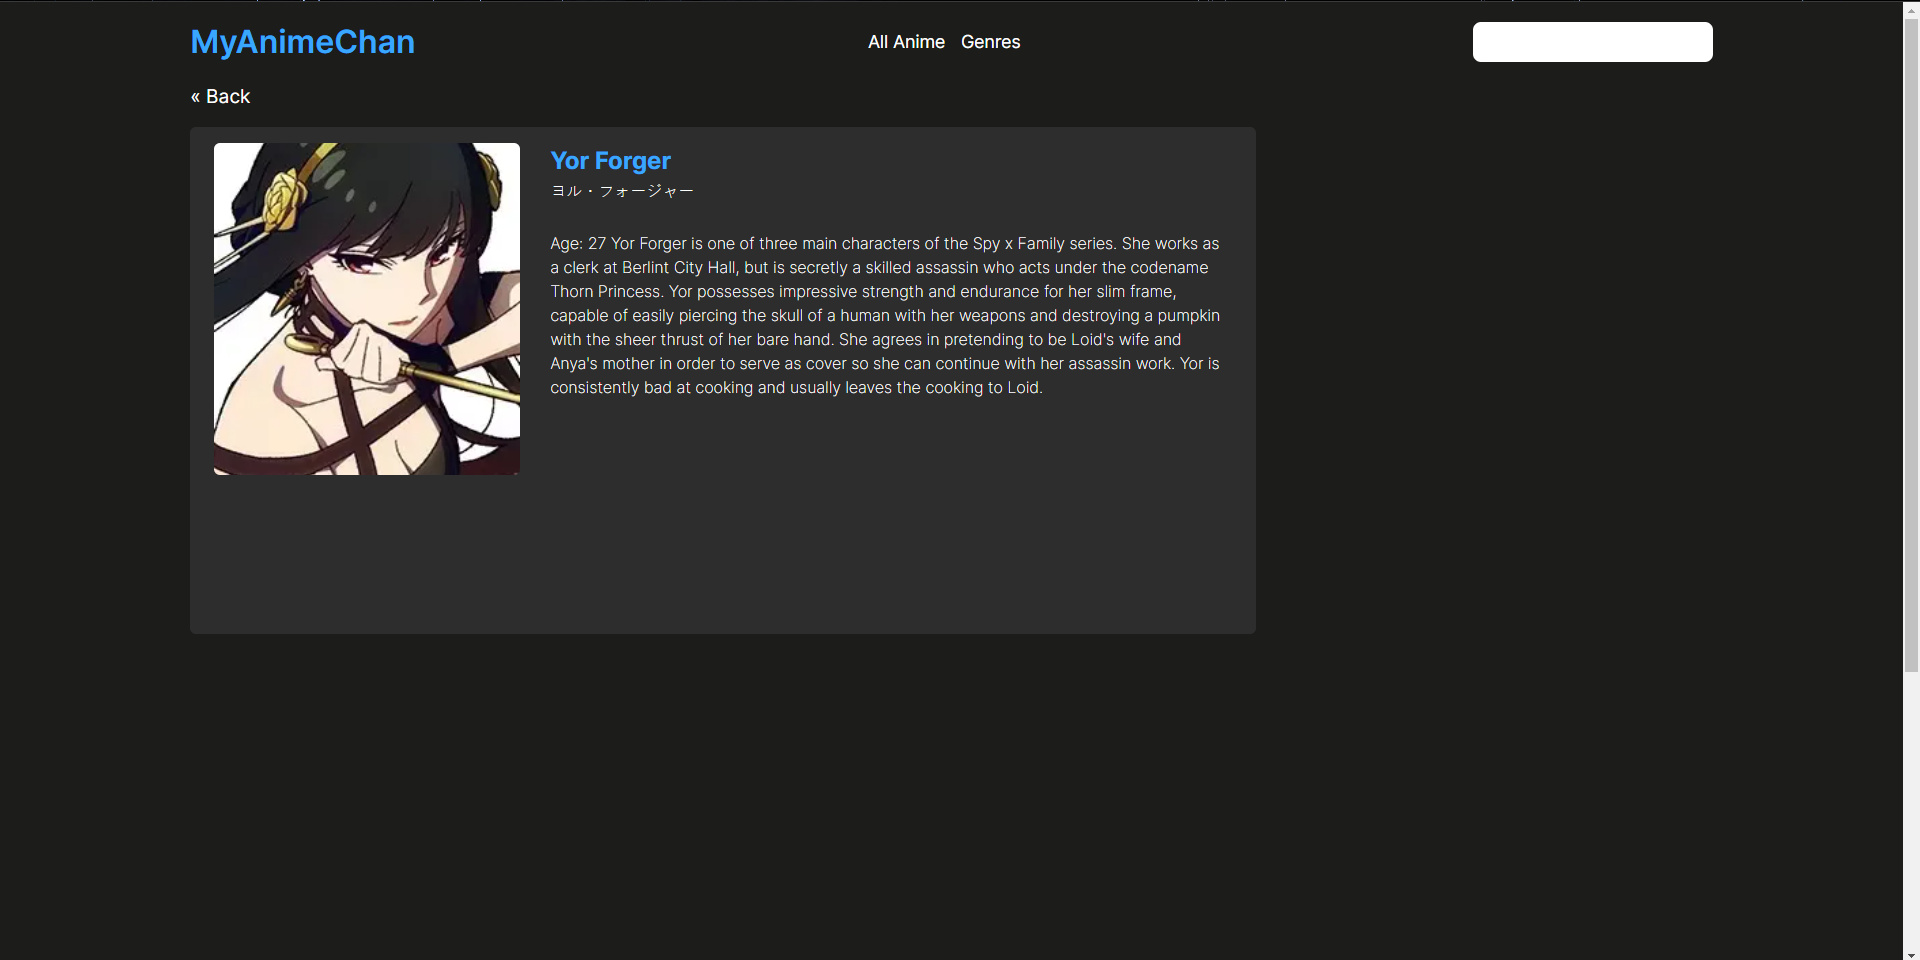 MyAnimeChan
All Anime Genres
« Back
Yor Forger
ヨル・フォージャー
Age: 27 Yor Forger is one of three main characters of the Spy x Family series. She works as
a clerk at Berlint City Hall, but is secretly a skilled assassin who acts under the codename
Thorn Princess. Yor possesses impressive strength and endurance for her slim frame,
capable of easily piercing the skull of a human with her weapons and destroying a pumpkin
with the sheer thrust of her bare hand. She agrees in pretending to be Loid's wife and
Anya's mother in order to serve as cover so she can continue with her assassin work. Yor is
consistently bad at cooking and usually leaves the cooking to Loid.